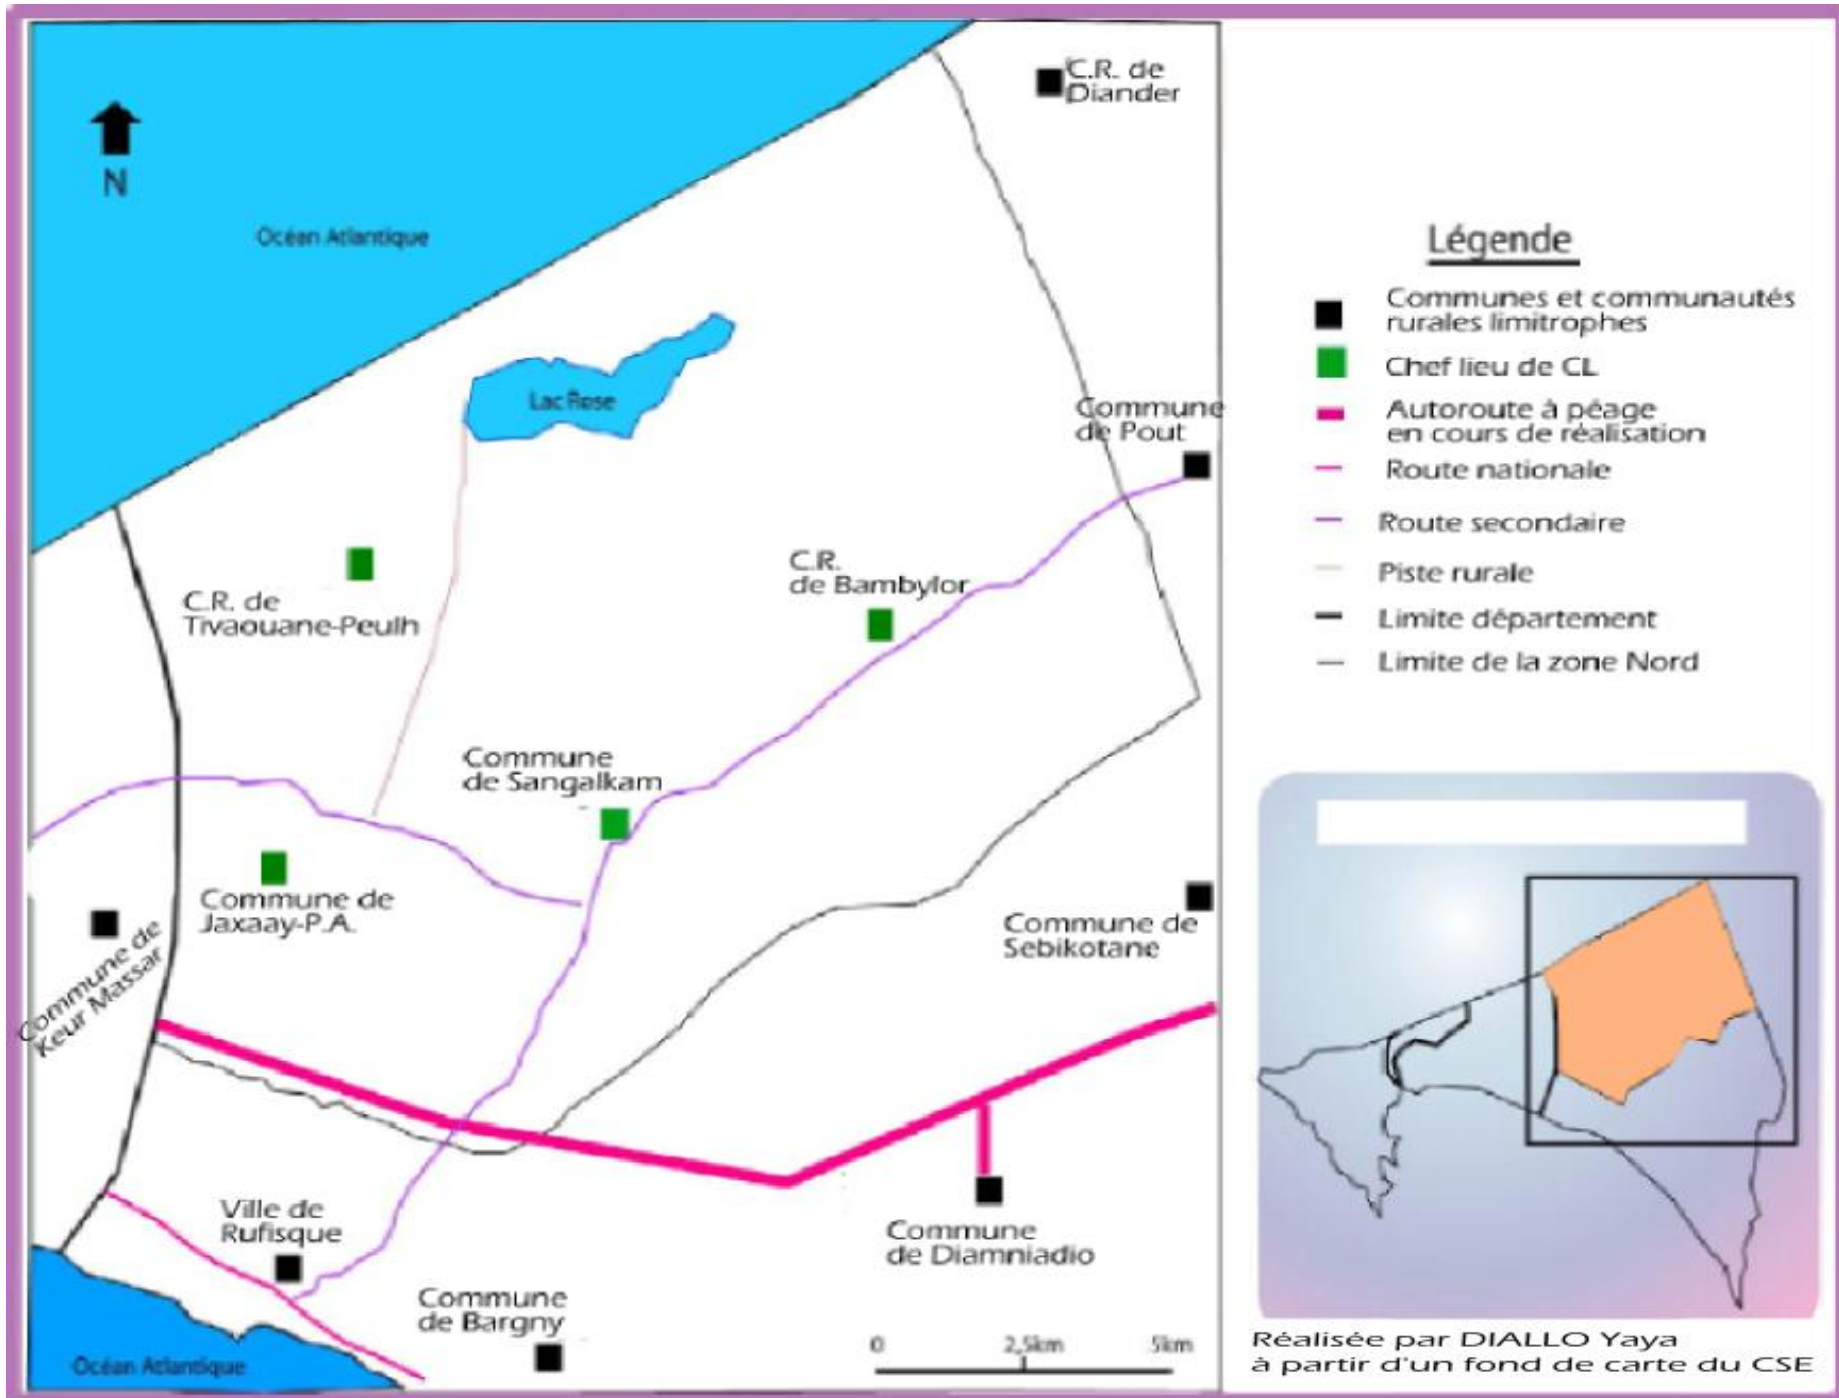 C.R. de
Diander
N
Océan Atlantique
Lac Rose
Commune
de Pout
C.R.
de Bambylor
C.R. de
Tivaouane-Peulh
Commune
de Sangalkam
Commune de
Jaxaay-P.A.
Commune de
Keur Massar
Commune de
Sebikotane
Ville de
Rufisque
Commune
de Diamniadio
Commune
de Bargny
Océan Atlantique
0 2,5km 5km
Légende
Communes et communautés
rurales limitrophes
Chef lieu de CL
Autoroute à péage
en cours de réalisation
Route nationale
Route secondaire
Piste rurale
Limite département
Limite de la zone Nord
Réalisée par DIALLO Yaya
à partir d'un fond de carte du CSE